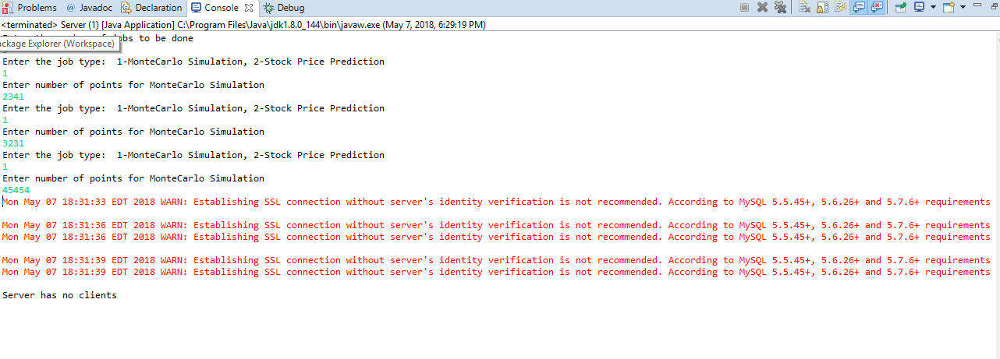 Problems @ Javadoc Declaration Console Debug
<terminated> Server (1) [Java Application] C:\Program Files\Java\jdk1.8.0_144\bin\javaw.exe (May 7, 2018, 6:29:19 PM)
to be done
ackage Explorer (Workspace)
Enter the job type:  1-MonteCarlo Simulation, 2-Stock Price Prediction
1
Enter number of points for MonteCarlo Simulation
2341
Enter the job type:  1-MonteCarlo Simulation, 2-Stock Price Prediction
1
Enter number of points for MonteCarlo Simulation
3231
Enter the job type:  1-MonteCarlo Simulation, 2-Stock Price Prediction
1
Enter number of points for MonteCarlo Simulation
45454
Mon May 07 18:31:33 EDT 2018 WARN: Establishing SSL connection without server's identity verification is not recommended. According to MySQL 5.5.45+, 5.6.26+ and 5.7.6+ requirements
Mon May 07 18:31:36 EDT 2018 WARN: Establishing SSL connection without server's identity verification is not recommended. According to MySQL 5.5.45+, 5.6.26+ and 5.7.6+ requirements
Mon May 07 18:31:36 EDT 2018 WARN: Establishing SSL connection without server's identity verification is not recommended. According to MySQL 5.5.45+, 5.6.26+ and 5.7.6+ requirements
Mon May 07 18:31:39 EDT 2018 WARN: Establishing SSL connection without server's identity verification is not recommended. According to MySQL 5.5.45+, 5.6.26+ and 5.7.6+ requirements
Mon May 07 18:31:39 EDT 2018 WARN: Establishing SSL connection without server's identity verification is not recommended. According to MySQL 5.5.45+, 5.6.26+ and 5.7.6+ requirements
Server has no clients